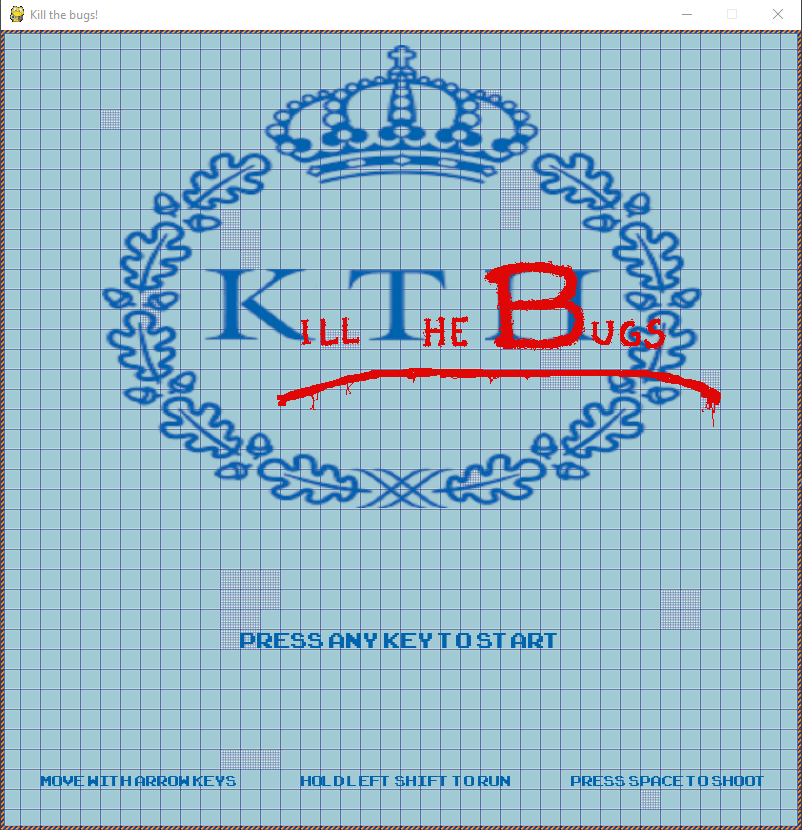 Kill the bugs!
KILL THE BUGS
PRESS ANY KEY TO START
MOVE WITH ARROW KEYS
HOLD LEFT SHIFT TO RUN
PRESS SPACE TO SHOOT